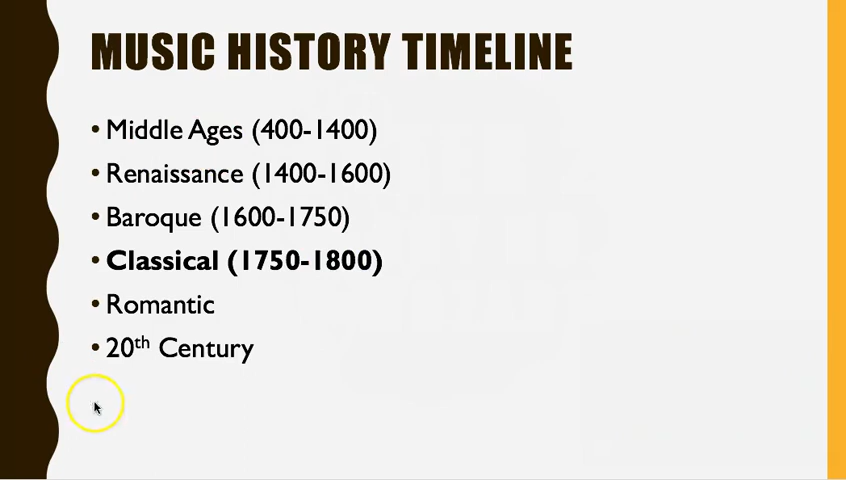 MUSIC HISTORY TIMELINE
• Middle Ages (400-1400)
• Renaissance (1400-1600)
• Baroque (1600-1750)
• Classical (1750-1800)
• Romantic
• 20th Century